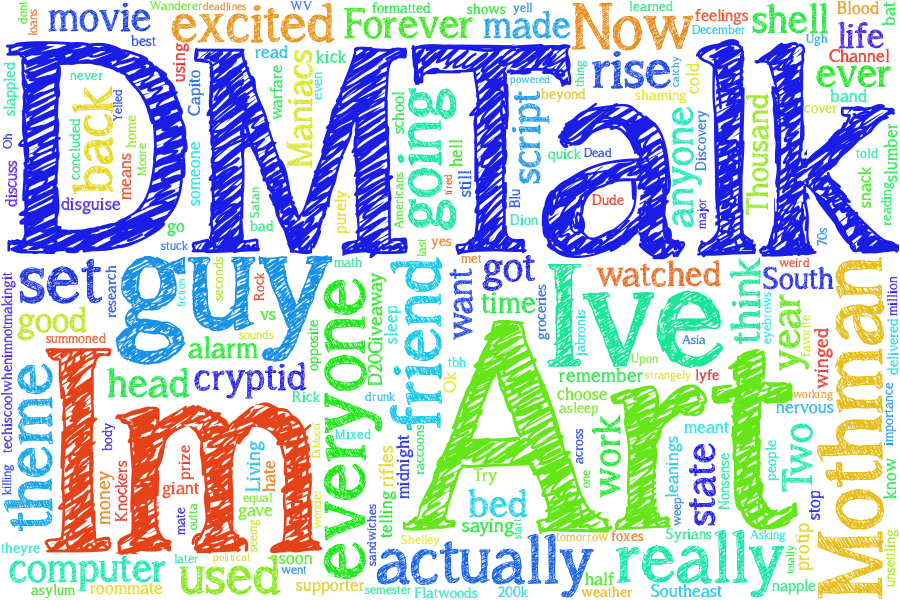 DMTalk
Im
Art
guy
Ive
Mothman
Now
everyone
actually
really
friend
going
excited
Forever
made
movie
rise
ever
life
shell
script
anyone
Thousand
Maniacs
back
set
good
theme
head
cryptid
alarm
computer
used
want
got
time
watched
South
think
year
Two
state
work
bed
saying
best
loans
dont
Wanderer
deadlines
WV
formatted
shows
yell
learned
feelings
December
Ugh
Blood
bat
Channel
slappled
never
Yelled
concluded
using
Capito
read
kick
warfare
even
school
powered
beyond
thing
catchy
shaming
cold
cover
band
Oh
discuss
disguise
means
home
Moore
someone
Satan
bad
purely
Americans
tired
hell
still
Blu
Dion
quick
Dead
Dude
Discovery
major
told
snack
slumber
reading
70s
go
stuck
last
yes
met
math
weird
eyebrows
favorite
winged
million
delivered
research
fiction
seconds
Rock
vs
sounds
opposite
D20Giveaway
sleep
tbh
Ok
groceries
jabronis
Upon
Asia
strangely
lyfe
working
nervous
importance
summoned
techiscoolwhenimnotmakingit
killing
body
Rick
drunk
Mixed
raccoon
remember
choose
asleep
meant
leanings
weep
Nonsense
people
stop
know
unsettling
money
Knockers
prize
giant
mate
outta
Living
hate
equal
gave
seeing
wunder
rifles
telling
midnight
sandwiches
Try
across
one
start
theyre
asylum
roommate
later
political
went
soon
supporter
semester
Shelley
Flatwoods
200k
tomorrow
foxes
half
weather
Syrians
Southeast
Asking
totally
napple
proup